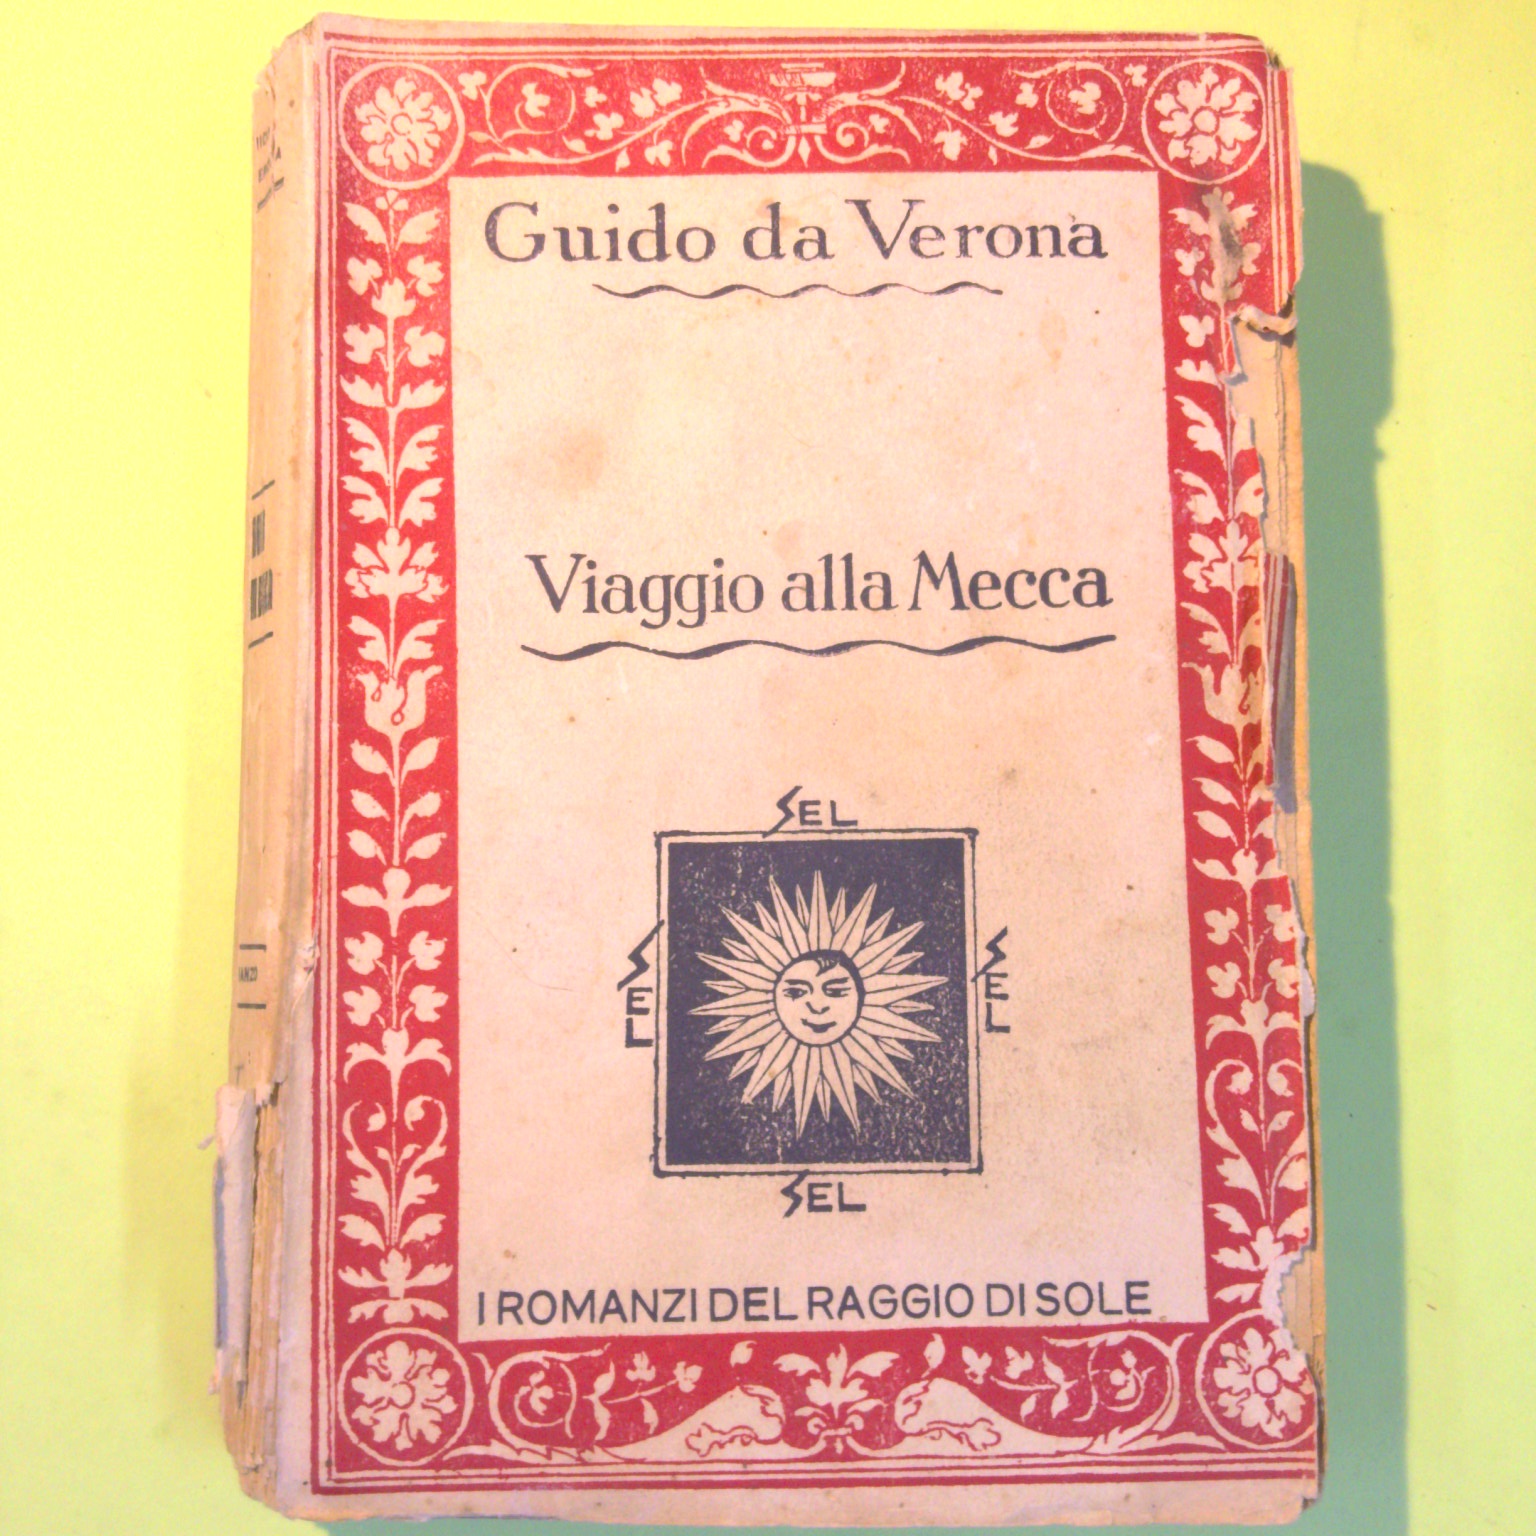 Guido da Verona
Viaggio alla Mecca
SEL
SEL
SEL
SEL
I ROMANZI DEL RAGGIO DI SOLE